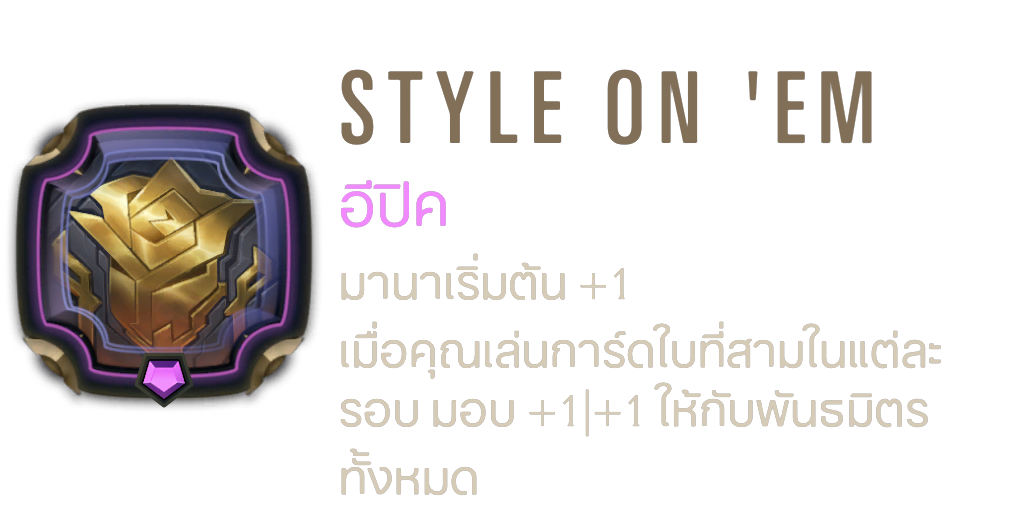 STYLE ON 'EM
อีปิค
มานาเริ่มต้น +1
เมื่อคุณเล่นการ์ดใบที่สามในแต่ละ
รอบ มอบ +1|+1 ให้กับพันธมิตร
ทั้งหมด